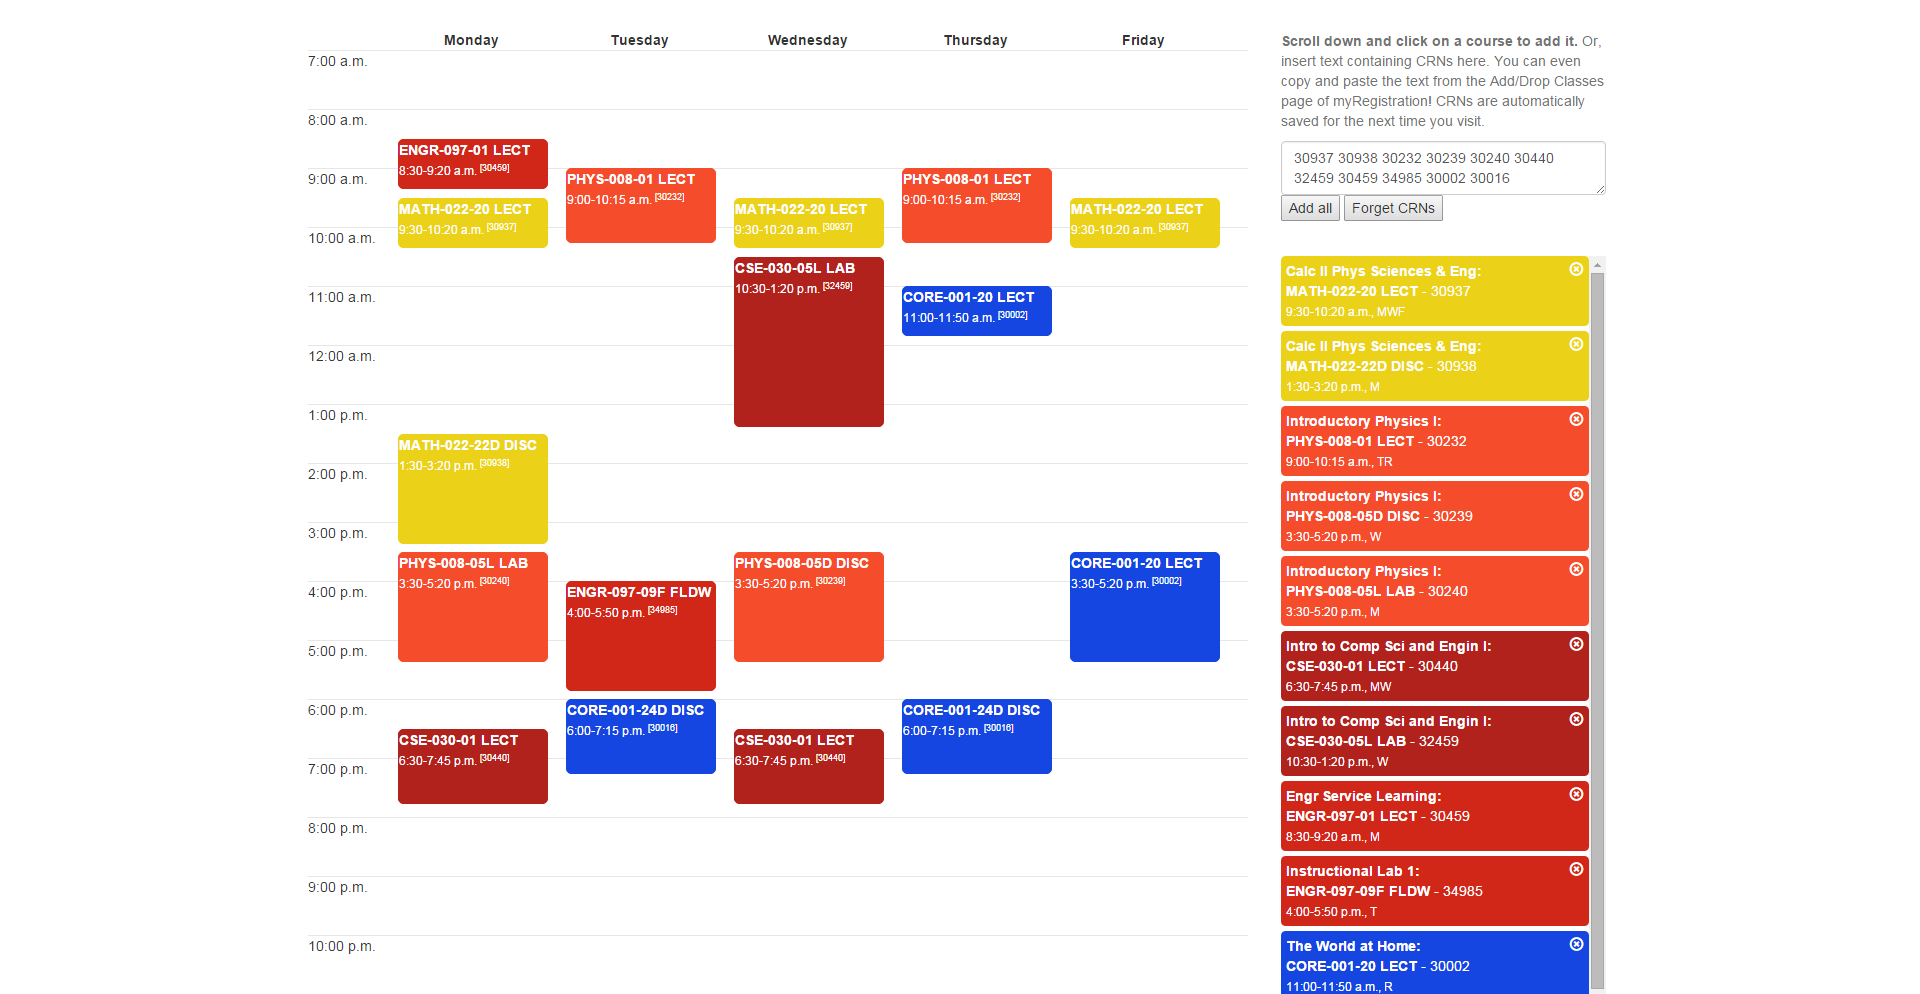 Monday Tuesday Wednesday Thursday Friday
7:00 a.m.
8:00 a.m.
9:00 a.m.
10:00 a.m.
11:00 a.m.
12:00 a.m.
1:00 p.m.
2:00 p.m.
3:00 p.m.
4:00 p.m.
5:00 p.m.
6:00 p.m.
7:00 p.m.
8:00 p.m.
9:00 p.m.
10:00 p.m.
ENGR-097-01 LECT
8:30-9:20 a.m. [30459]
MATH-022-20 LECT
9:30-10:20 a.m. [30937]
MATH-022-22D DISC
1:30-3:20 p.m. [30938]
PHYS-008-05L LAB
3:30-5:20 p.m. [30240]
CSE-030-01 LECT
6:30-7:45 p.m. [30440]
PHYS-008-01 LECT
9:00-10:15 a.m. [30232]
ENGR-097-09F FLDW
4:00-5:50 p.m. [34985]
CORE-001-24D DISC
6:00-7:15 p.m. [30016]
MATH-022-20 LECT
9:30-10:20 a.m. [30937]
CSE-030-05L LAB
10:30-1:20 p.m. [32459]
PHYS-008-05D DISC
3:30-5:20 p.m. [30239]
CSE-030-01 LECT
6:30-7:45 p.m. [30440]
PHYS-008-01 LECT
9:00-10:15 a.m. [30232]
CORE-001-20 LECT
11:00-11:50 a.m. [30002]
CORE-001-24D DISC
6:00-7:15 p.m. [30016]
MATH-022-20 LECT
9:30-10:20 a.m. [30937]
CORE-001-20 LECT
3:30-5:20 p.m. [30002]
Scroll down and click on a course to add it. Or,
insert text containing CRNs here. You can even
copy and paste the text from the Add/Drop Classes
page of myRegistration! CRNs are automatically
saved for the next time you visit.
30937 30938 30232 30239 30240 30440
32459 30459 34985 30002 30016
Add all Forget CRNs
Calc II Phys Sciences & Eng:
MATH-022-20 LECT - 30937
9:30-10:20 a.m., MWF
Calc II Phys Sciences & Eng:
MATH-022-22D DISC - 30938
1:30-3:20 p.m., M
Introductory Physics I:
PHYS-008-01 LECT - 30232
9:00-10:15 a.m., TR
Introductory Physics I:
PHYS-008-05D DISC - 30239
3:30-5:20 p.m., W
Introductory Physics I:
PHYS-008-05L LAB - 30240
3:30-5:20 p.m., M
Intro to Comp Sci and Engin I:
CSE-030-01 LECT - 30440
6:30-7:45 p.m., MW
Intro to Comp Sci and Engin I:
CSE-030-05L LAB - 32459
10:30-1:20 p.m., W
Engr Service Learning:
ENGR-097-01 LECT - 30459
8:30-9:20 a.m., M
Instructional Lab 1:
ENGR-097-09F FLDW - 34985
4:00-5:50 p.m., T
The World at Home:
CORE-001-20 LECT - 30002
11:00-11:50 a.m., R